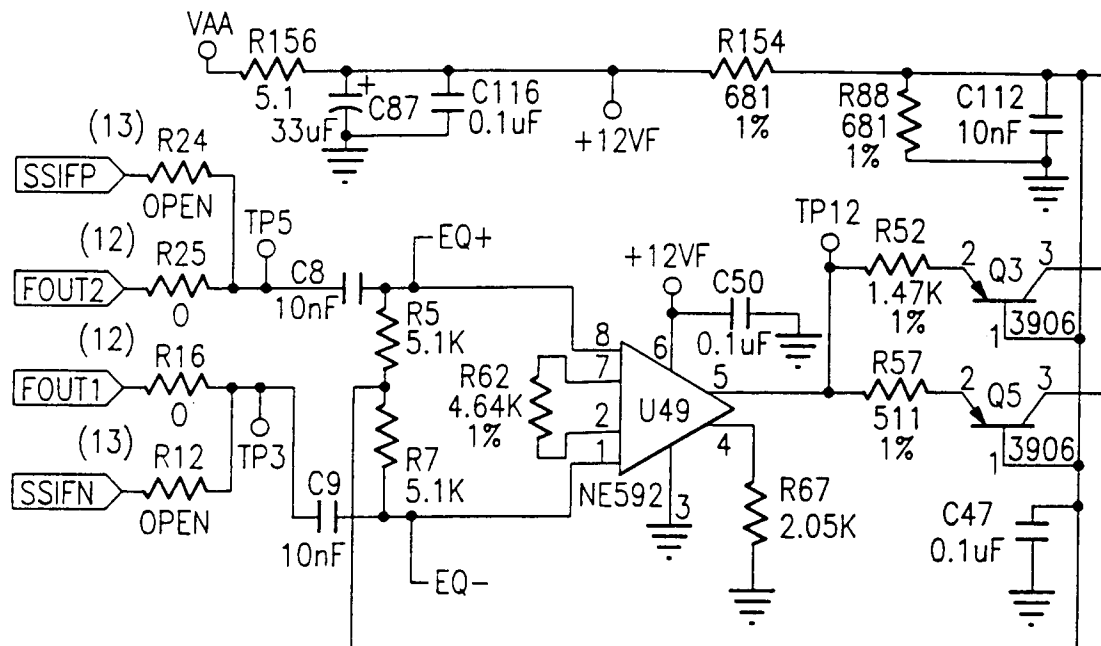 VAA
R156
5.1
+
33uF
C87
C116
0.1uF
+12VF
R154
681
1%
R88
681
1%
C112
10nF
(13)
R24
SSIFP
OPEN
TP5
(12)
R25
FOUT2
0
C8
10nF
EQ+
R5
5.1K
(12)
R16
FOUT1
0
TP3
(13)
R12
SSIFN
OPEN
C9
10nF
R7
5.1K
EQ-
R62
4.64K
1%
8
7
2
1
+12VF
C50
0.1uF
6
U49
NE592
5
4
3
R67
2.05K
TP12
R52
1.47K
1%
2
Q3
3
1
3906
R57
511
1%
2
Q5
3
1
3906
C47
0.1uF